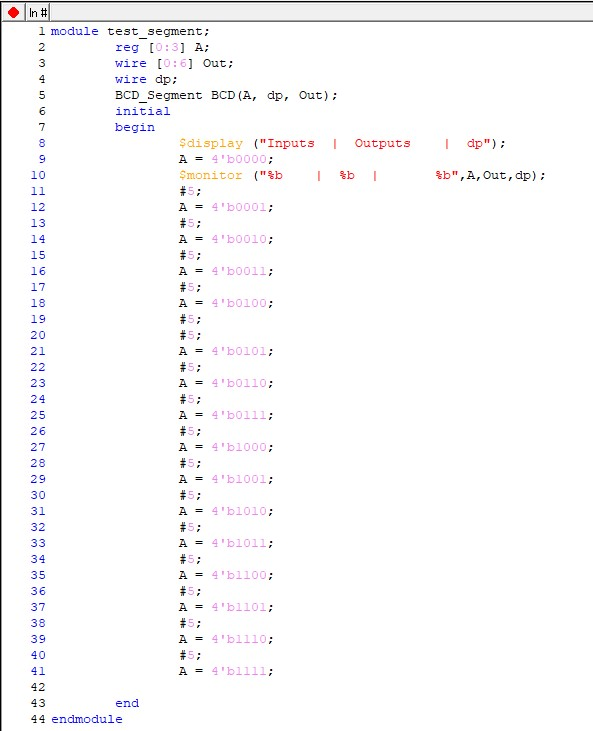 ln #
1 module test_segment;
2 reg [0:3] A;
3 wire [0:6] Out;
4 wire dp;
5 BCD_Segment BCD(A, dp, Out);
6 initial
7 begin
8 $display ("Inputs  |  Outputs    |  dp");
9 A = 4'b0000;
10 $monitor ("%b    |  %b  |       %b",A,Out,dp);
11 #5;
12 A = 4'b0001;
13 #5;
14 A = 4'b0010;
15 #5;
16 A = 4'b0011;
17 #5;
18 A = 4'b0100;
19 #5;
20 #5;
21 A = 4'b0101;
22 #5;
23 A = 4'b0110;
24 #5;
25 A = 4'b0111;
26 #5;
27 A = 4'b1000;
28 #5;
29 A = 4'b1001;
30 #5;
31 A = 4'b1010;
32 #5;
33 A = 4'b1011;
34 #5;
35 A = 4'b1100;
36 #5;
37 A = 4'b1101;
38 #5;
39 A = 4'b1110;
40 #5;
41 A = 4'b1111;
42
43 end
44 endmodule